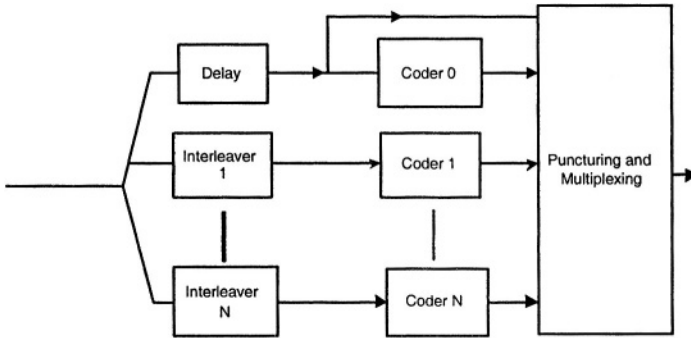 Delay
Coder 0
Interleaver
1
Coder 1
Puncturing and
Multiplexing
Interleaver
N
Coder N